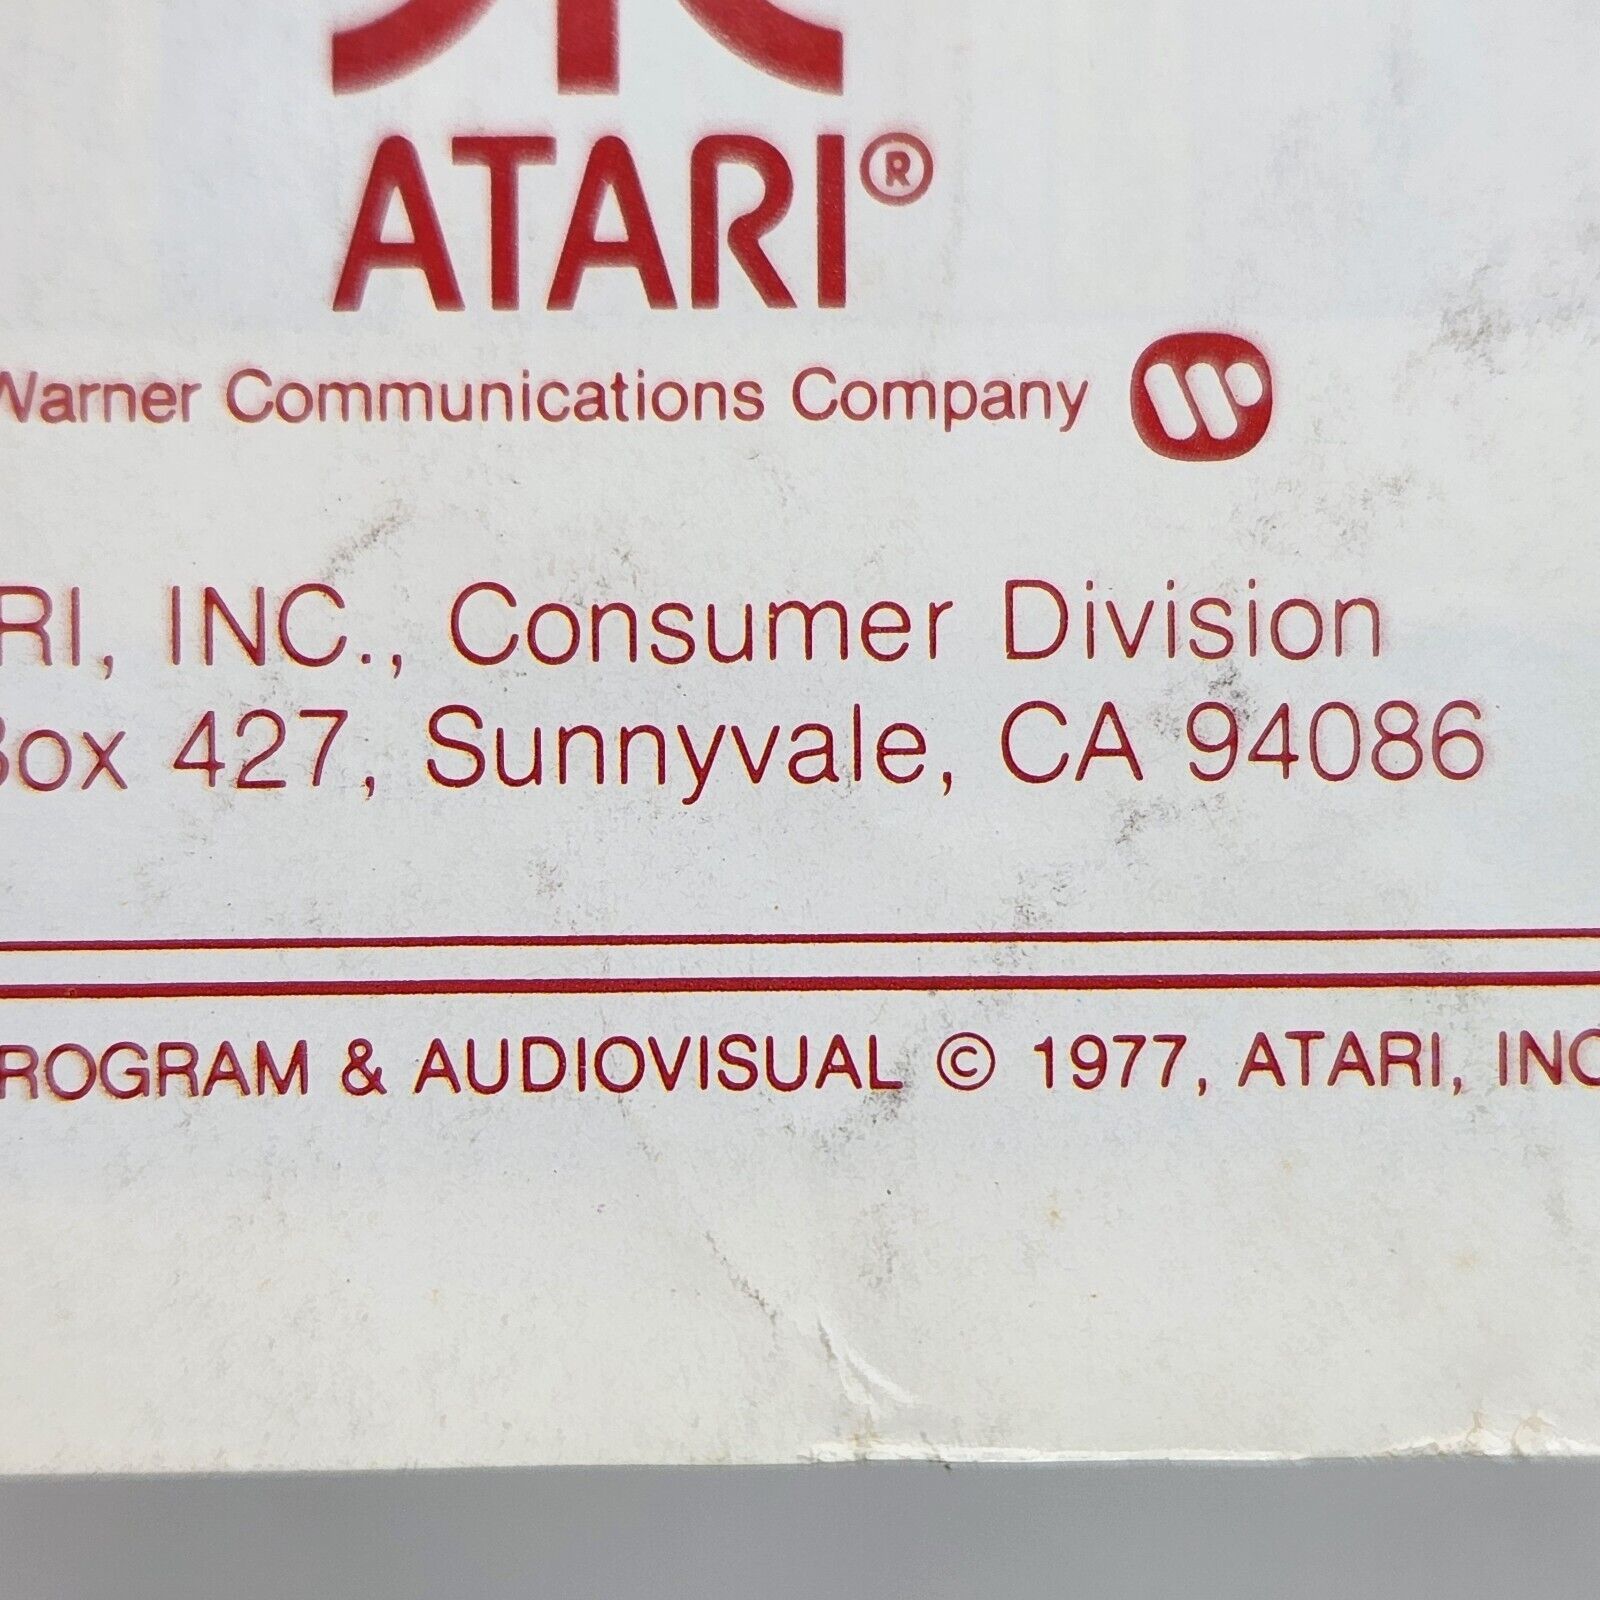 ATARI®
Warner Communications Company
RI, INC., Consumer Division
Box 427, Sunnyvale, CA 94086
ROGRAM & AUDIOVISUAL © 1977, ATARI, INC